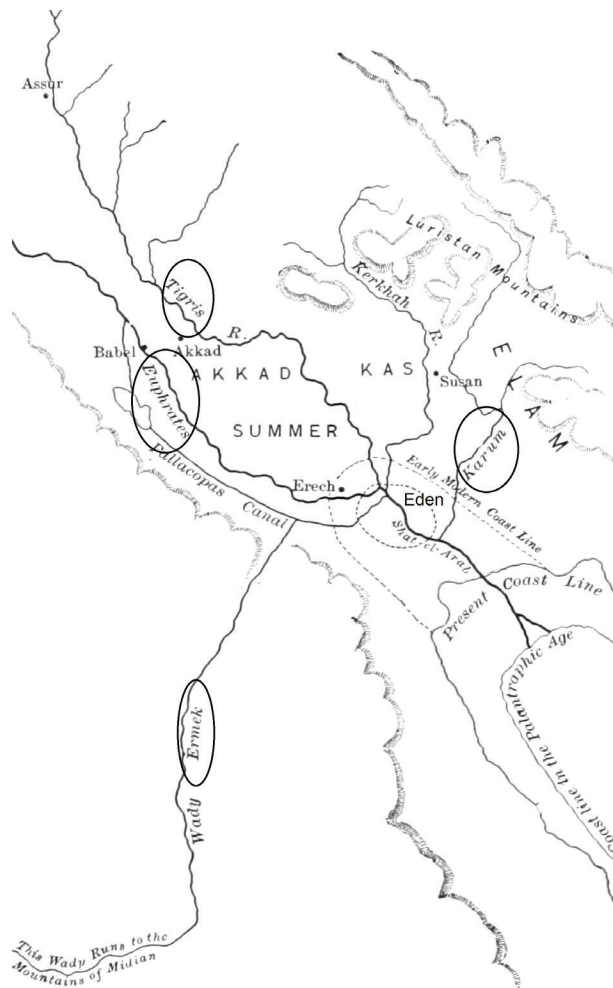 Assur
Luristan Mountains
Tigris
Kerkhah
R.
R.
Babel
Akkad
ELAM
AKKAD
KAS
Susan
Euphrates
SUMMER
Karum
Pallacopas Canal
Erech
Early Modern Coast Line
Eden
Shat-el-Arab
Present Coast Line
Coast line In the Palantrophic Age
Ermek
Wady
This Wady Runs to the
Mountains of Midian